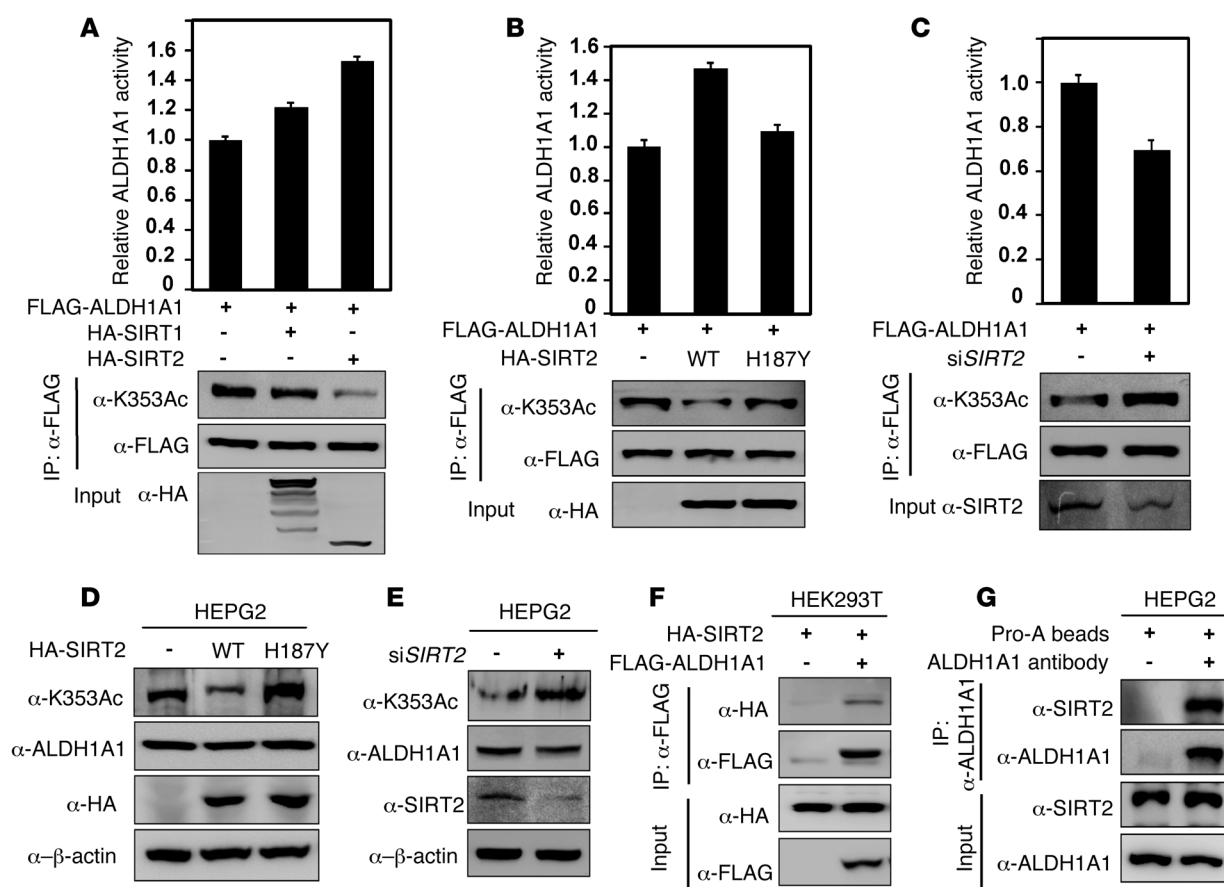 A
Relative ALDH1A1 activity
1.6
1.4
1.2
1.0
0.8
0.6
0.4
0.2
0
FLAG-ALDH1A1 + + +
HA-SIRT1 - + -
HA-SIRT2 - - +
IP: α-FLAG
α-K353Ac
α-FLAG
Input α-HA
B
Relative ALDH1A1 activity
1.6
1.4
1.2
1.0
0.8
0.6
0.4
0.2
0
FLAG-ALDH1A1 + + +
HA-SIRT2 - WT H187Y
IP: α-FLAG
α-K353Ac
α-FLAG
Input α-HA
C
Relative ALDH1A1 activity
1.0
0.8
0.6
0.4
0.2
0
FLAG-ALDH1A1 + +
siSIRT2 - +
IP: α-FLAG
α-K353Ac
α-FLAG
Input α-SIRT2
D
HEPG2
HA-SIRT2 - WT H187Y
α-K353Ac
α-ALDH1A1
α-HA
α-β-actin
E
HEPG2
siSIRT2 - +
α-K353Ac
α-ALDH1A1
α-SIRT2
α-β-actin
F
HEK293T
HA-SIRT2 + +
FLAG-ALDH1A1 - +
IP: α-FLAG
α-HA
α-FLAG
Input
α-HA
α-FLAG
G
HEPG2
Pro-A beads + +
ALDH1A1 antibody - +
IP:
α-ALDH1A1
α-SIRT2
α-ALDH1A1
Input
α-SIRT2
α-ALDH1A1